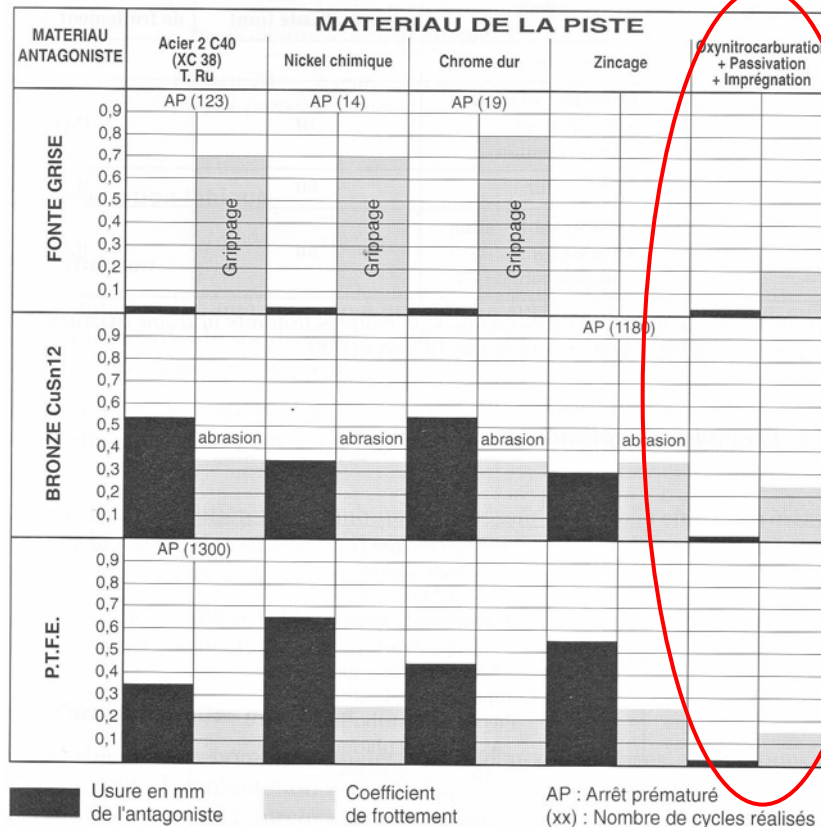 MATERIAU DE LA PISTE
MATERIAU
ANTAGONISTE
Acier 2 C40
(XC 38)
T. Ru
Nickel chimique
Chrome dur
Zincage
Oxynitrocarburation
+ Passivation
+ Imprégnation
FONTE GRISE
0,9
0,8
0,7
0,6
0,5
0,4
0,3
0,2
0,1
AP (123)
AP (14)
AP (19)
Grippage
Grippage
Grippage
BRONZE CuSn12
0,9
0,8
0,7
0,6
0,5
0,4
0,3
0,2
0,1
AP (1180)
abrasion
abrasion
abrasion
abrasion
P.T.F.E.
0,9
0,8
0,7
0,6
0,5
0,4
0,3
0,2
0,1
AP (1300)
Usure en mm
de l'antagoniste
Coefficient
de frottement
AP : Arrêt prématuré
(xx) : Nombre de cycles réalisés